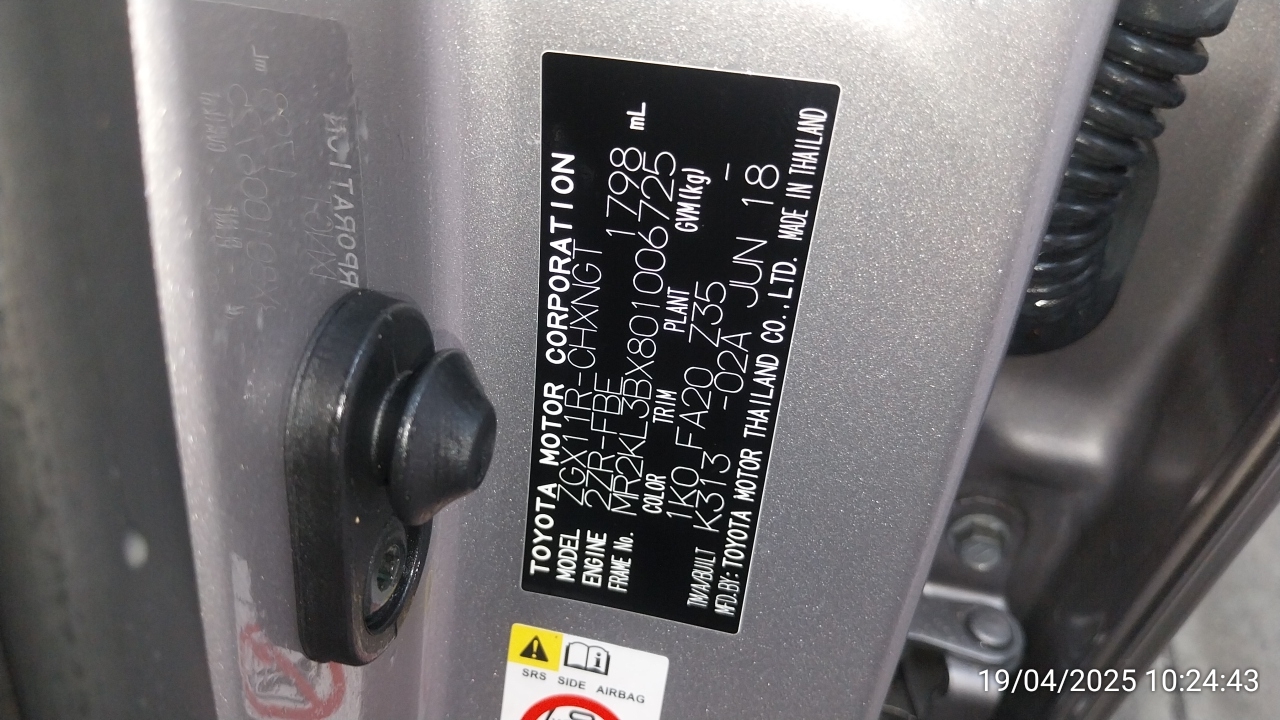 TOYOTA MOTOR CORPORATION
MODEL ZGX11R-CHXNGT
ENGINE 2ZR-FBE 1798 mL
FRAME No. MR2KL3BX801006725
COLOR TRIM PLANT GVM(kg)
1K0 FA20 Z35 -
TM/A/BUILT K313 -02A JUN 18
MFD.BY: TOYOTA MOTOR THAILAND CO.,LTD. MADE IN THAILAND
SRS SIDE AIRBAG
19/04/2025 10:24:43